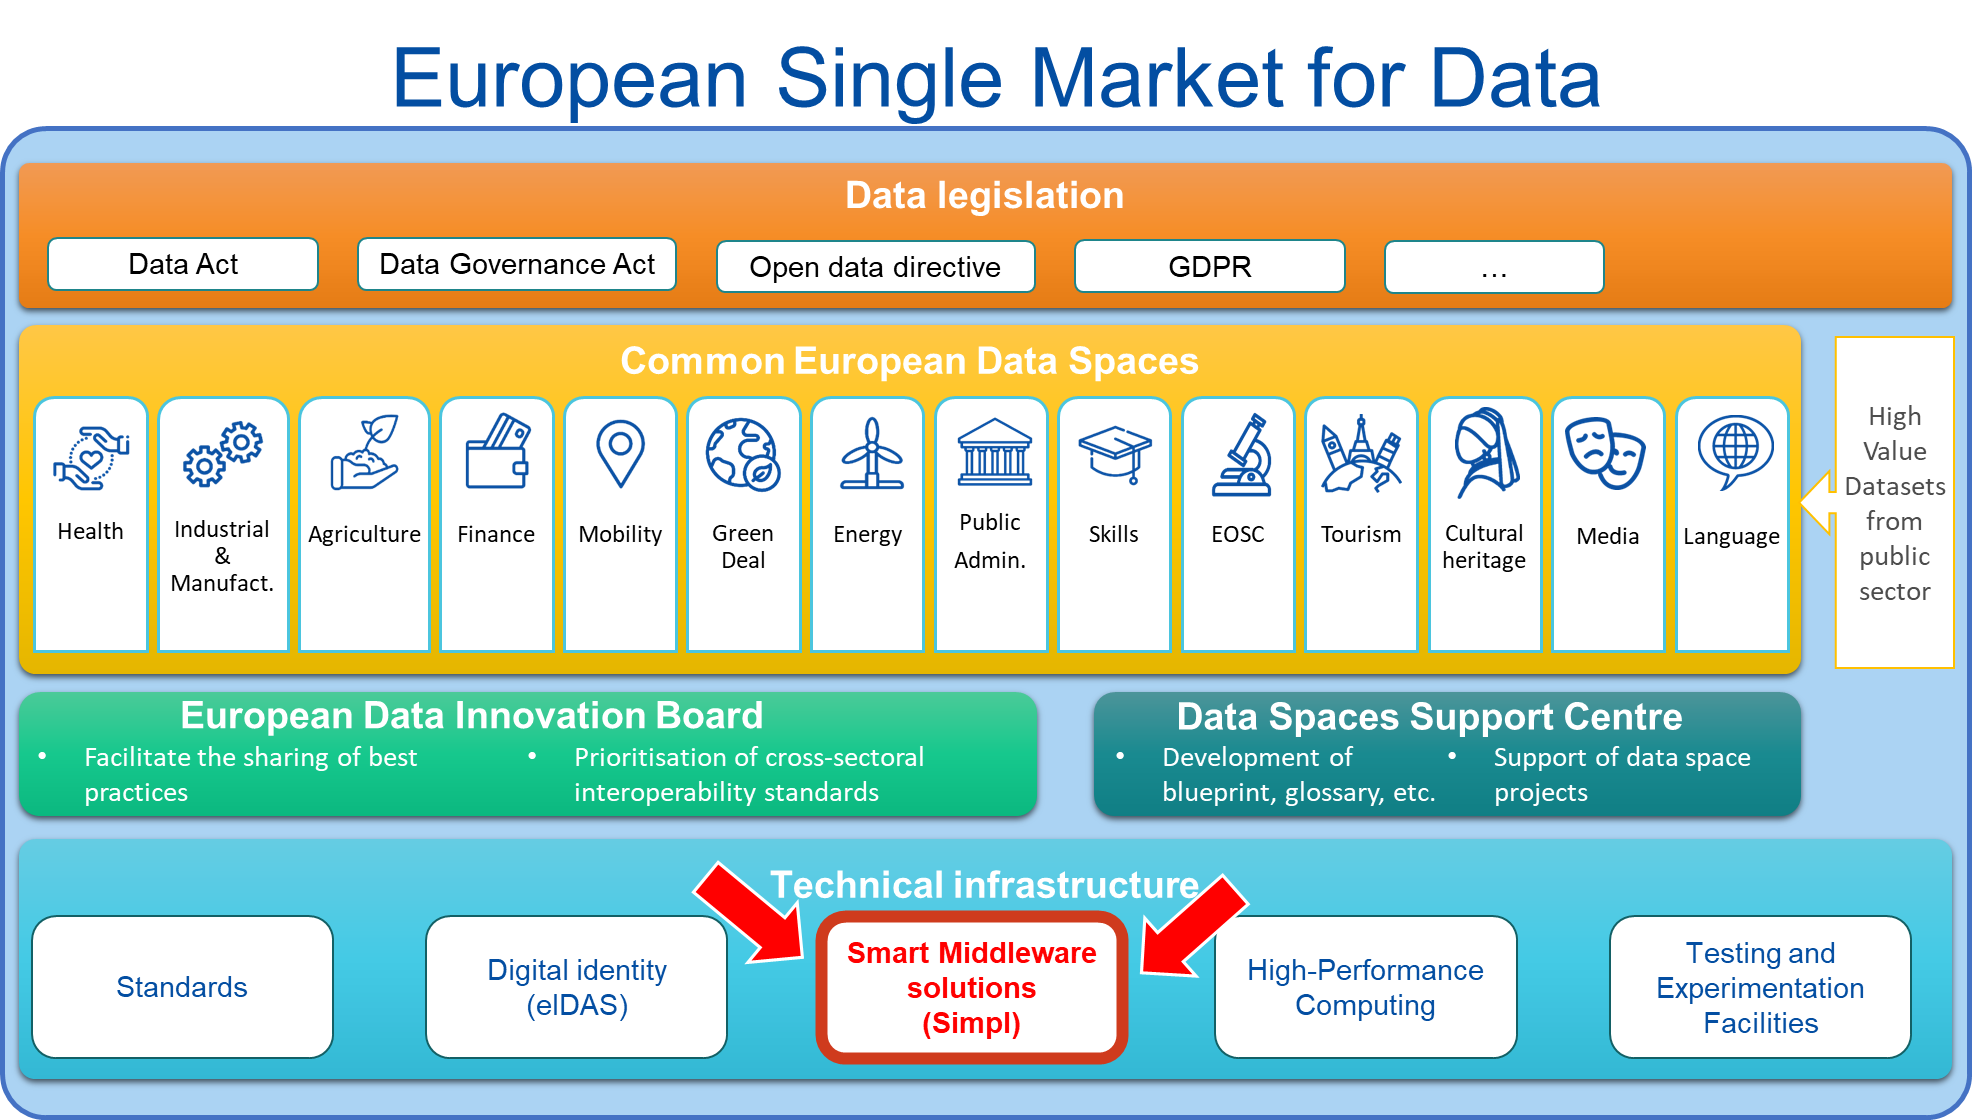 European Single Market for Data
Data legislation
Data Act
Data Governance Act
Open data directive
GDPR
...
Common European Data Spaces
Health
Industrial
&
Manufact.
Agriculture
Finance
Mobility
Green
Deal
Energy
Public
Admin.
Skills
EOSC
Tourism
Cultural
heritage
Media
Language
High
Value
Datasets
from
public
sector
European Data Innovation Board
• Facilitate the sharing of best
practices
• Prioritisation of cross-sectoral
interoperability standards
Data Spaces Support Centre
• Development of
blueprint, glossary, etc.
• Support of data space
projects
Technical infrastructure
Standards
Digital identity
(eIDAS)
Smart Middleware
solutions
(Simpl)
High-Performance
Computing
Testing and
Experimentation
Facilities